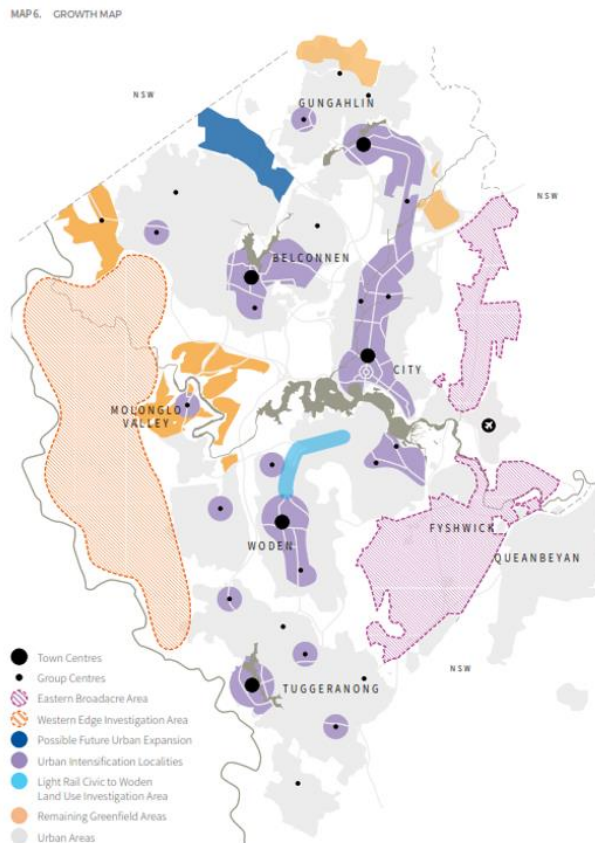 MAP 6. GROWTH MAP
NSW
GUNGAHLIN
NSW
BELCONNEN
CITY
MOLONGLO
VALLEY
FYSHWICK
WODEN
QUEANBEYAN
NSW
TUGGERANONG
Town Centres
Group Centres
Eastern Broadacre Area
Western Edge Investigation Area
Possible Future Urban Expansion
Urban Intensification Localities
Light Rail Civic to Woden
Land Use Investigation Area
Remaining Greenfield Areas
Urban Areas